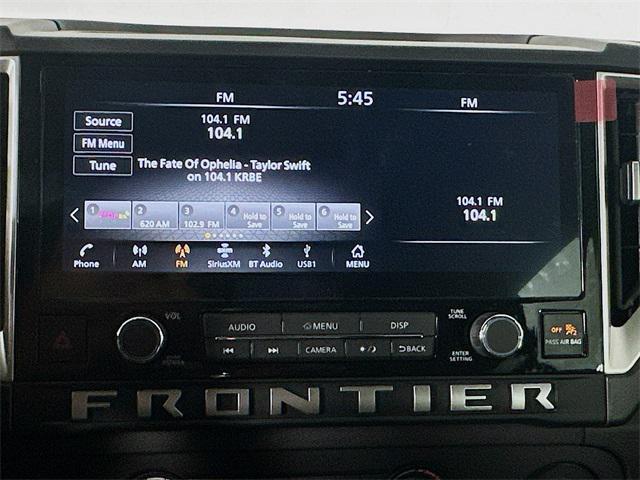 FM 5:45 FM
Source
104.1 FM
104.1
FM Menu
Tune
The Fate Of Ophelia - Taylor Swift
on 104.1 KRBE
104.1 FM
104.1
1 2 3 4 5 6
620 AM 102.9 FM Hold to Save Hold to Save Hold to Save
Phone AM FM SiriusXM BT Audio USB1 MENU
VOL
AUDIO MENU DISP
TUNE SCROLL
CAMERA BACK
ENTER SETTING
OFF 2
PASS AIR BAG
FRONTIER